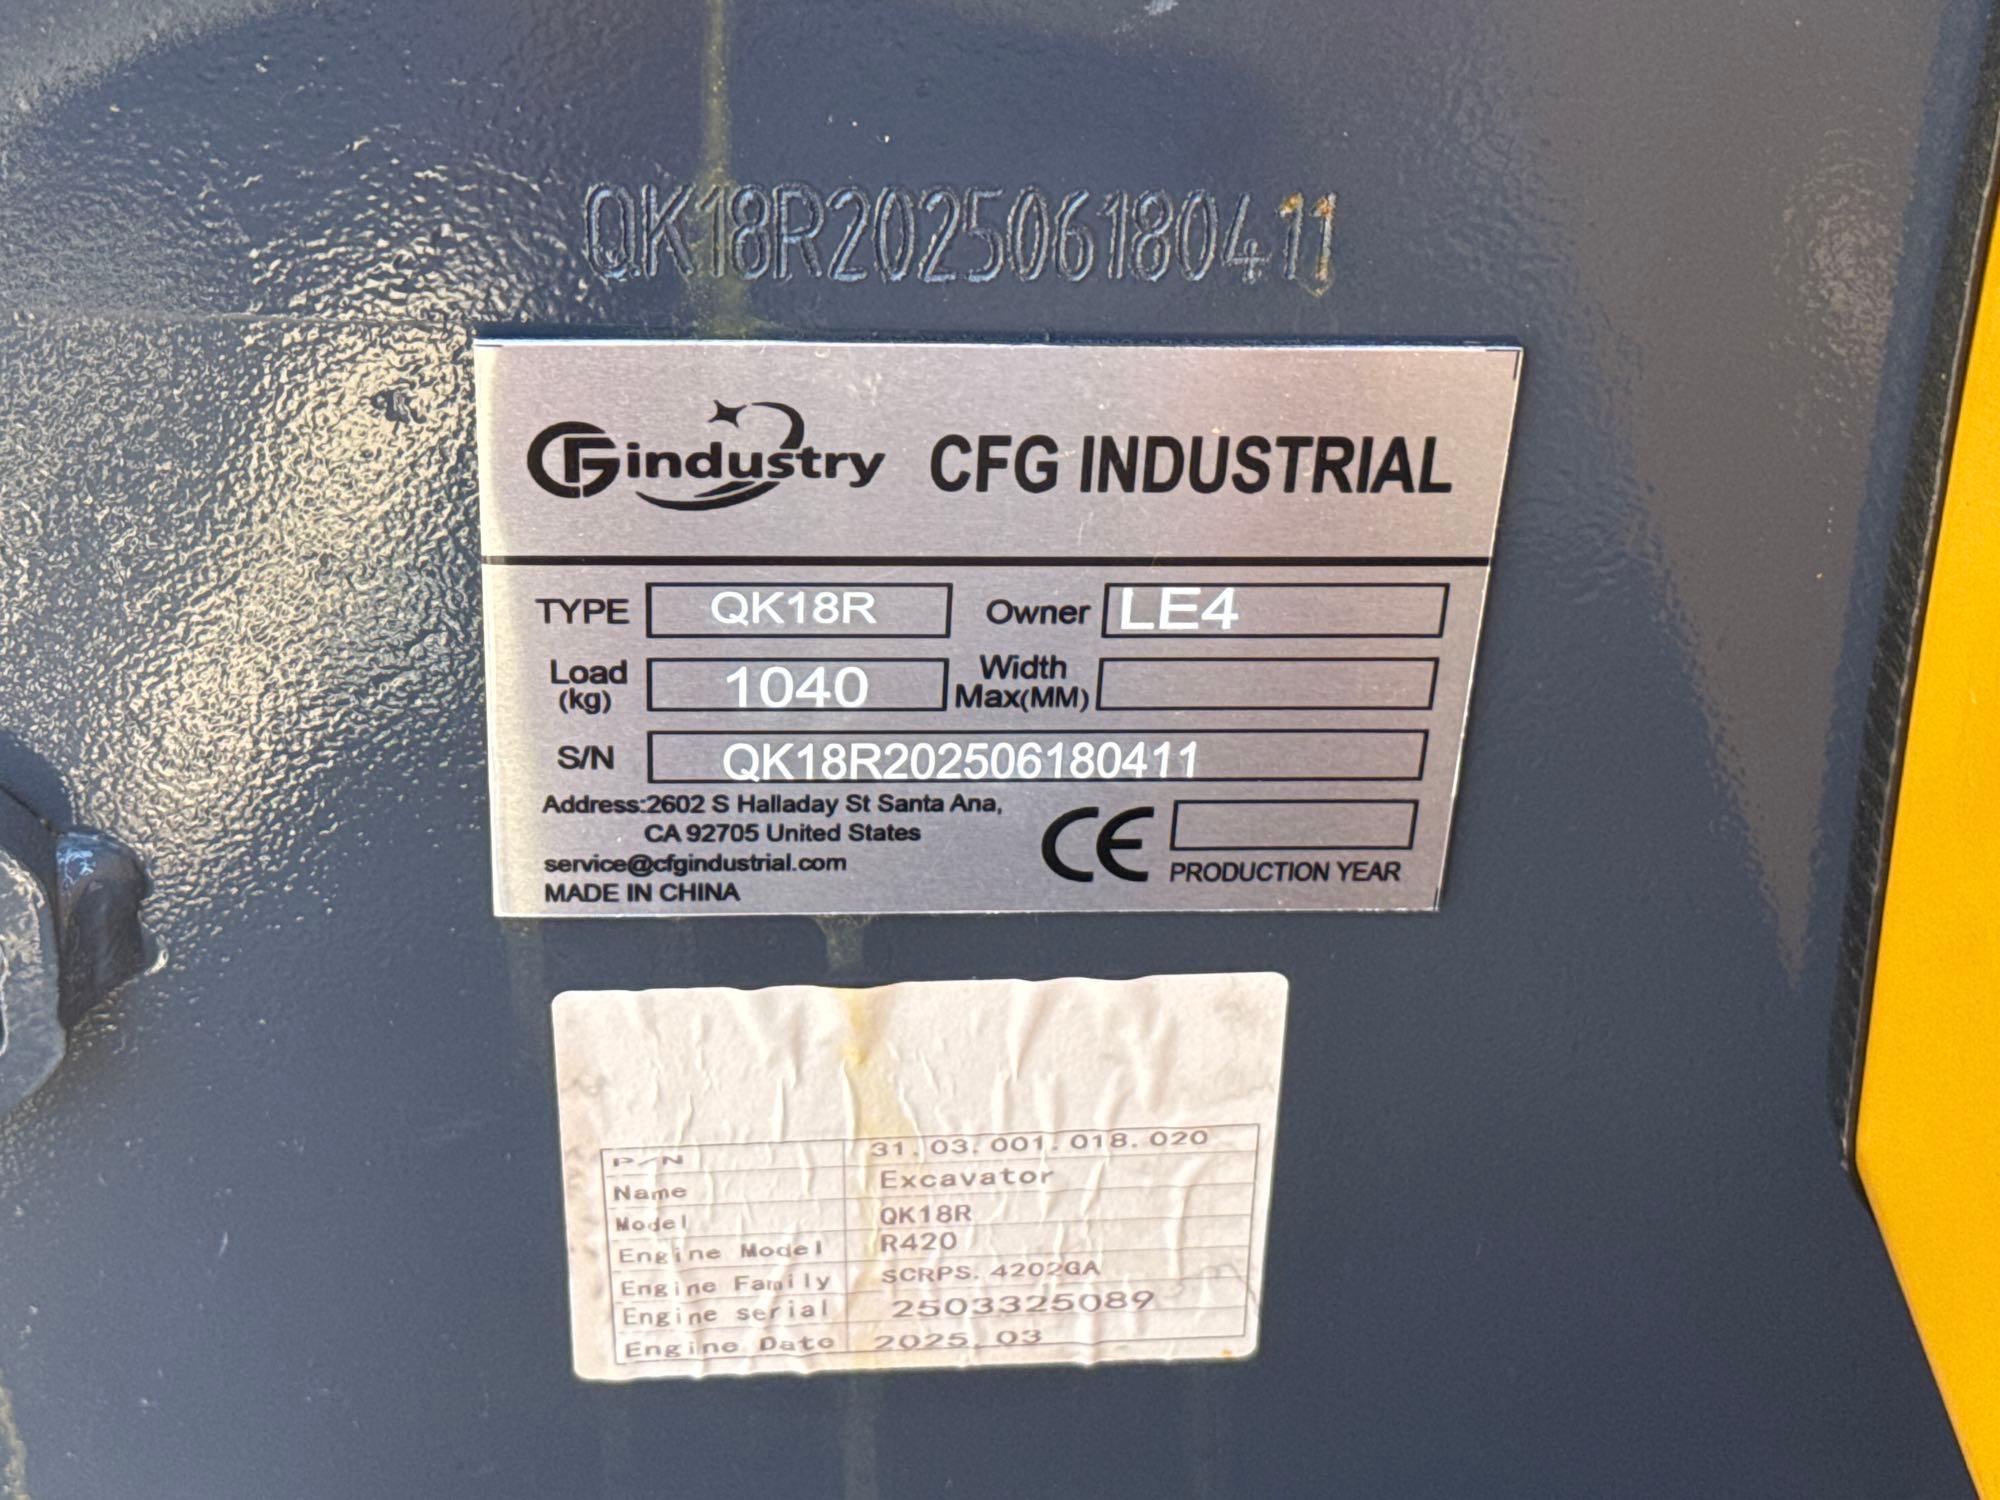 QK18R202506180411
CFGindustry CFG INDUSTRIAL
TYPE QK18R Owner LE4
Load (kg) 1040 Width Max(MM)
S/N QK18R202506180411
Address:2602 S Halladay St Santa Ana,
CA 92705 United States
service@cfgindustrial.com
MADE IN CHINA
CE PRODUCTION YEAR
P/N 31.03.001.018.020
Name Excavator
Model QK18R
Engine Model R420
Engine Family SCRPS.4202GA
Engine serial 2503325089
Engine Date 2025.03